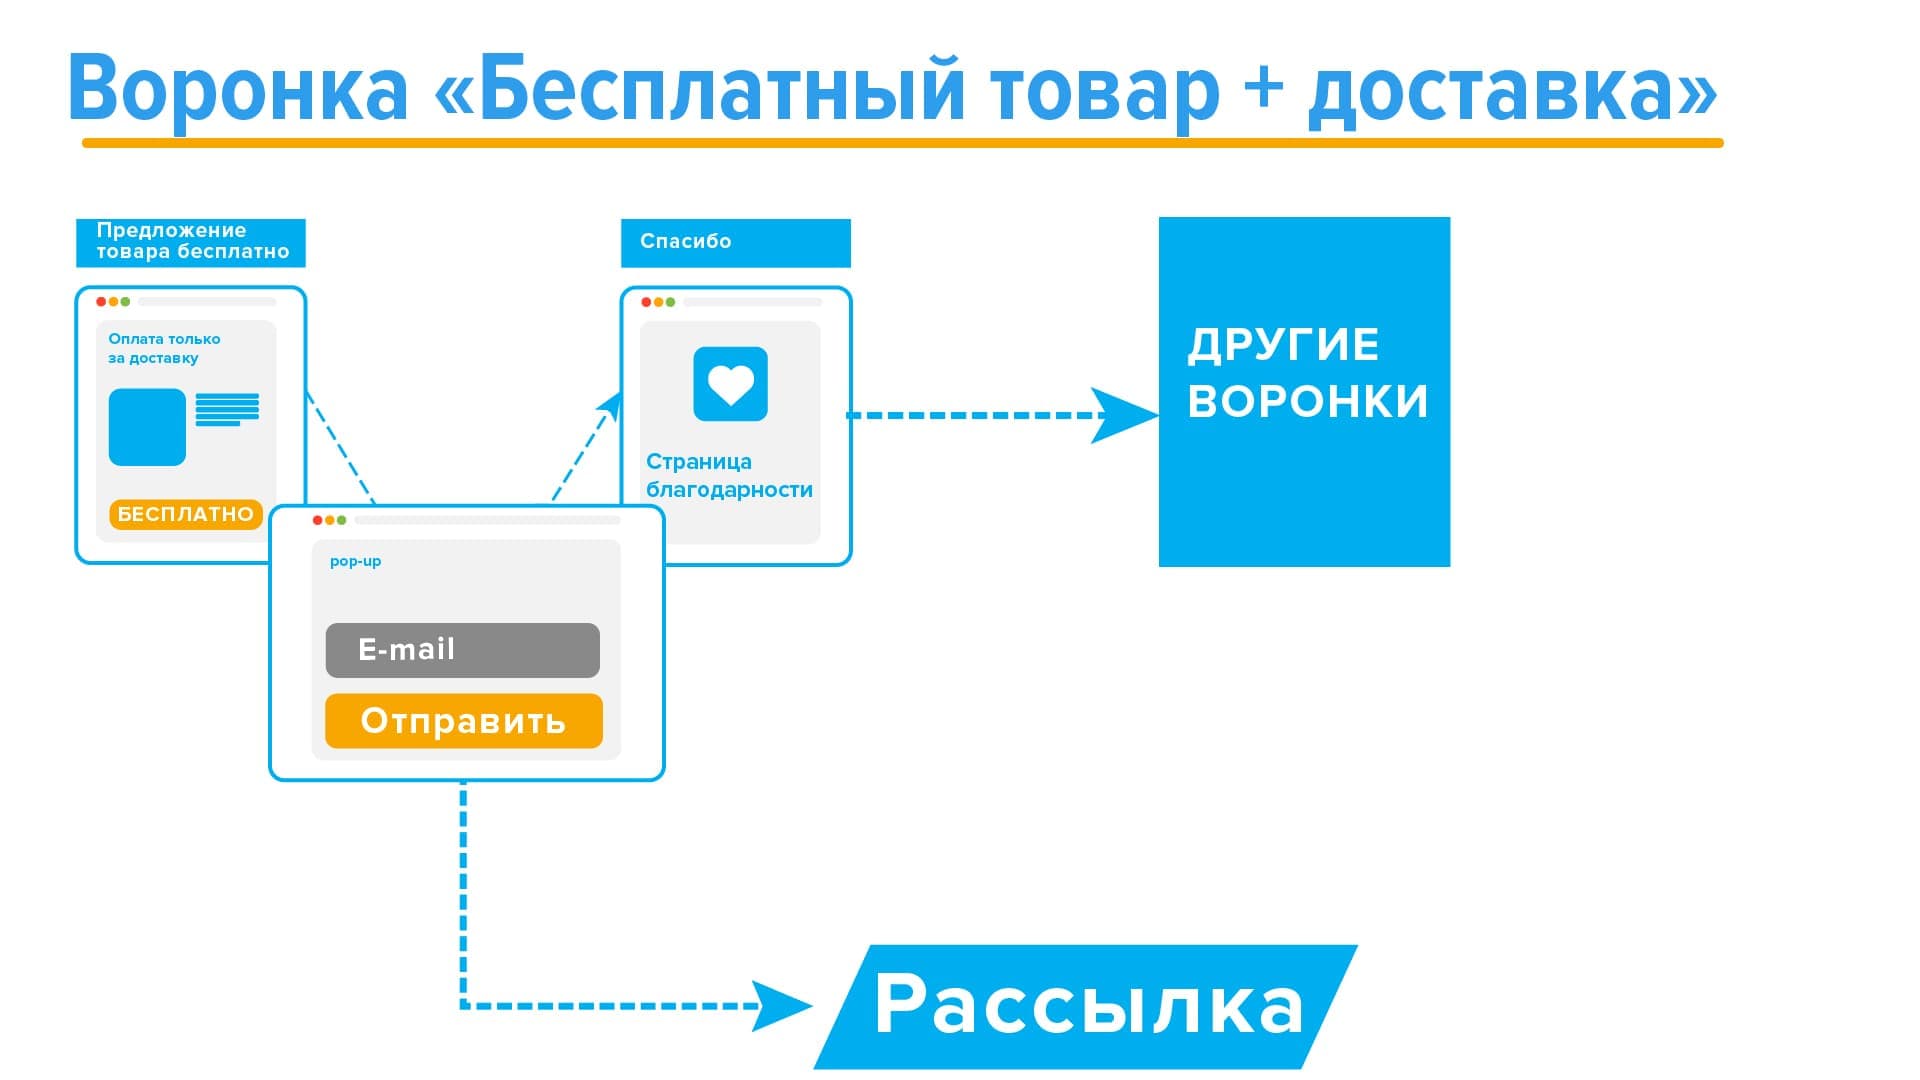 Воронка «Бесплатный товар + доставка»
Предложение
товара бесплатно
Оплата только
за доставку
БЕСПЛАТНО
pop-up
E-mail
Отправить
Спасибо
Страница
благодарности
ДРУГИЕ
ВОРОНКИ
Рассылка